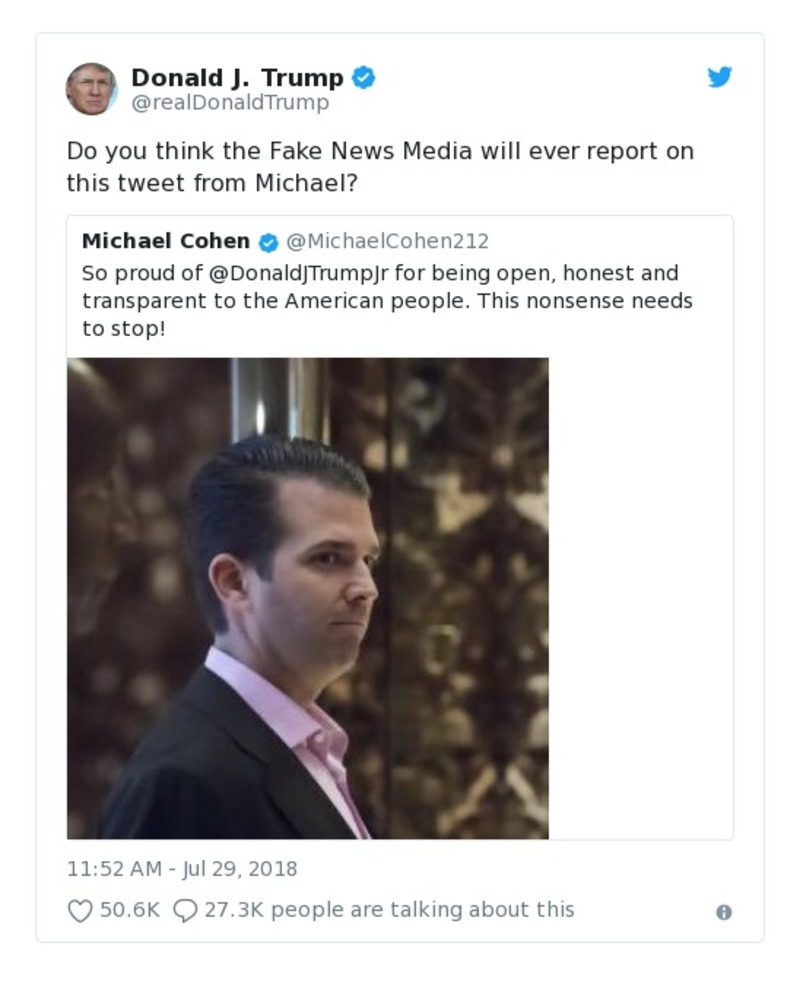 Donald J. Trump
@realDonaldTrump
Do you think the Fake News Media will ever report on
this tweet from Michael?
Michael Cohen @MichaelCohen212
So proud of @DonaldJTrumpJr for being open, honest and
transparent to the American people. This nonsense needs
to stop!
11:52 AM - Jul 29, 2018
50.6K 27.3K people are talking about this